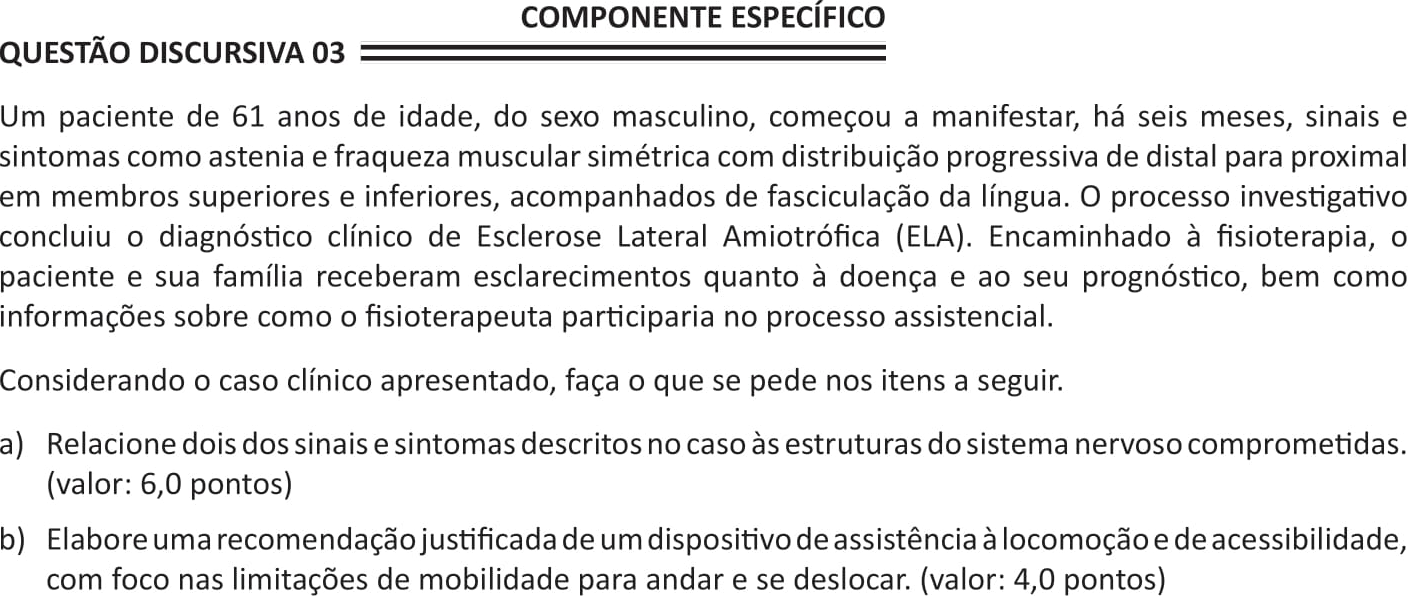 COMPONENTE ESPECÍFICO
QUESTÃO DISCURSIVA 03
Um paciente de 61 anos de idade, do sexo masculino, começou a manifestar, há seis meses, sinais e
sintomas como astenia e fraqueza muscular simétrica com distribuição progressiva de distal para proximal
em membros superiores e inferiores, acompanhados de fasciculação da língua. O processo investigativo
concluiu o diagnóstico clínico de Esclerose Lateral Amiotrófica (ELA). Encaminhado à fisioterapia, o
paciente e sua família receberam esclarecimentos quanto à doença e ao seu prognóstico, bem como
informações sobre como o fisioterapeuta participaria no processo assistencial.
Considerando o caso clínico apresentado, faça o que se pede nos itens a seguir.
a) Relacione dois dos sinais e sintomas descritos no caso às estruturas do sistema nervoso comprometidas.
(valor: 6,0 pontos)
b) Elabore uma recomendação justificada de um dispositivo de assistência à locomoção e de acessibilidade,
com foco nas limitações de mobilidade para andar e se deslocar. (valor: 4,0 pontos)